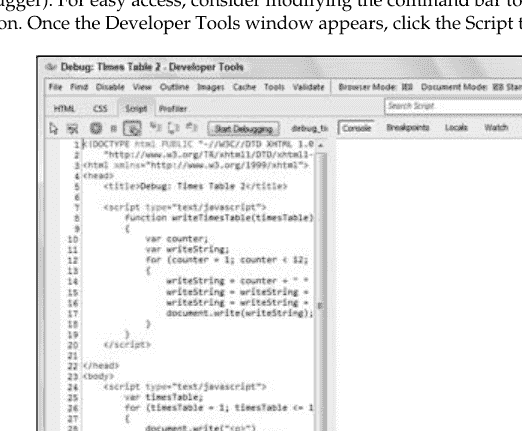 ugger). For easy access, consider modifying the command bar to
on. Once the Developer Tools window appears, click the Script t
Debug: Times Table 2 - Developer Tools
File Find Disable View Outline Images Cache Tools Validate Browser Mode: IE8 Document Mode: IE8 Stan
HTML CSS Script Profiler Search Script
Start Debugging debug_ti Console Breakpoints Locals Watch
1 <!DOCTYPE html PUBLIC "-//W3C//DTD XHTML 1.0
2 "http://www.w3.org/TR/xhtml1/DTD/xhtml1-
3 <html xmlns="http://www.w3.org/1999/xhtml">
4 <head>
5 <title>Debug: Times Table 2</title>
6
7 <script type="text/javascript">
8 function writeTimesTable(timesTable)
9 {
10 var counter;
11 var writeString;
12 for (counter = 1; counter < 12;
13 {
14 writeString = counter + " "
15 writeString = writeString +
16 writeString = writeString +
17 document.write(writeString);
18 }
19 }
20 </script>
21
22 </head>
23 <body>
24 <script type="text/javascript">
25 var timesTable;
26 for (timesTable = 1; timesTable <= 1
27 {
28 document.write("<p>")